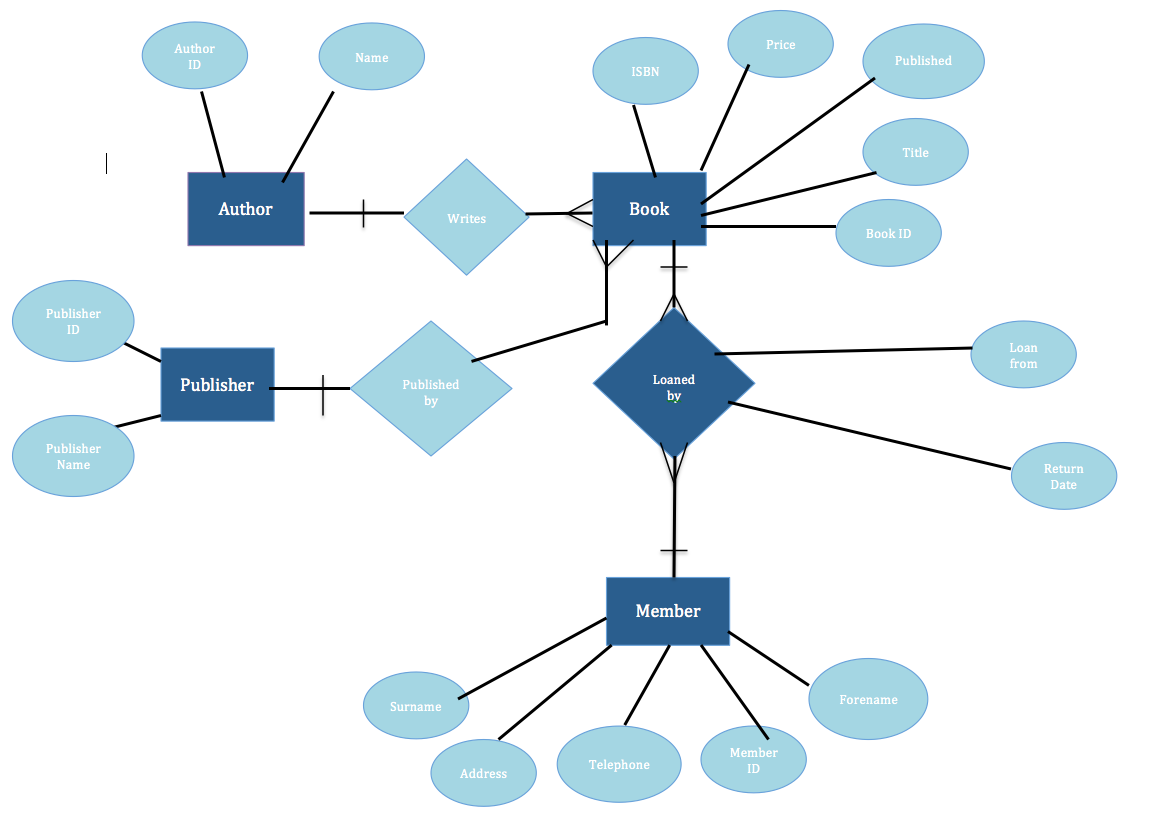 Author
ID
Name
ISBN
Price
Published
Title
Book ID
Author
Writes
Book
Publisher
ID
Publisher
Publisher
Name
Published
by
Loaned
by
Loan
from
Return
Date
Member
Surname
Address
Telephone
Member
ID
Forename